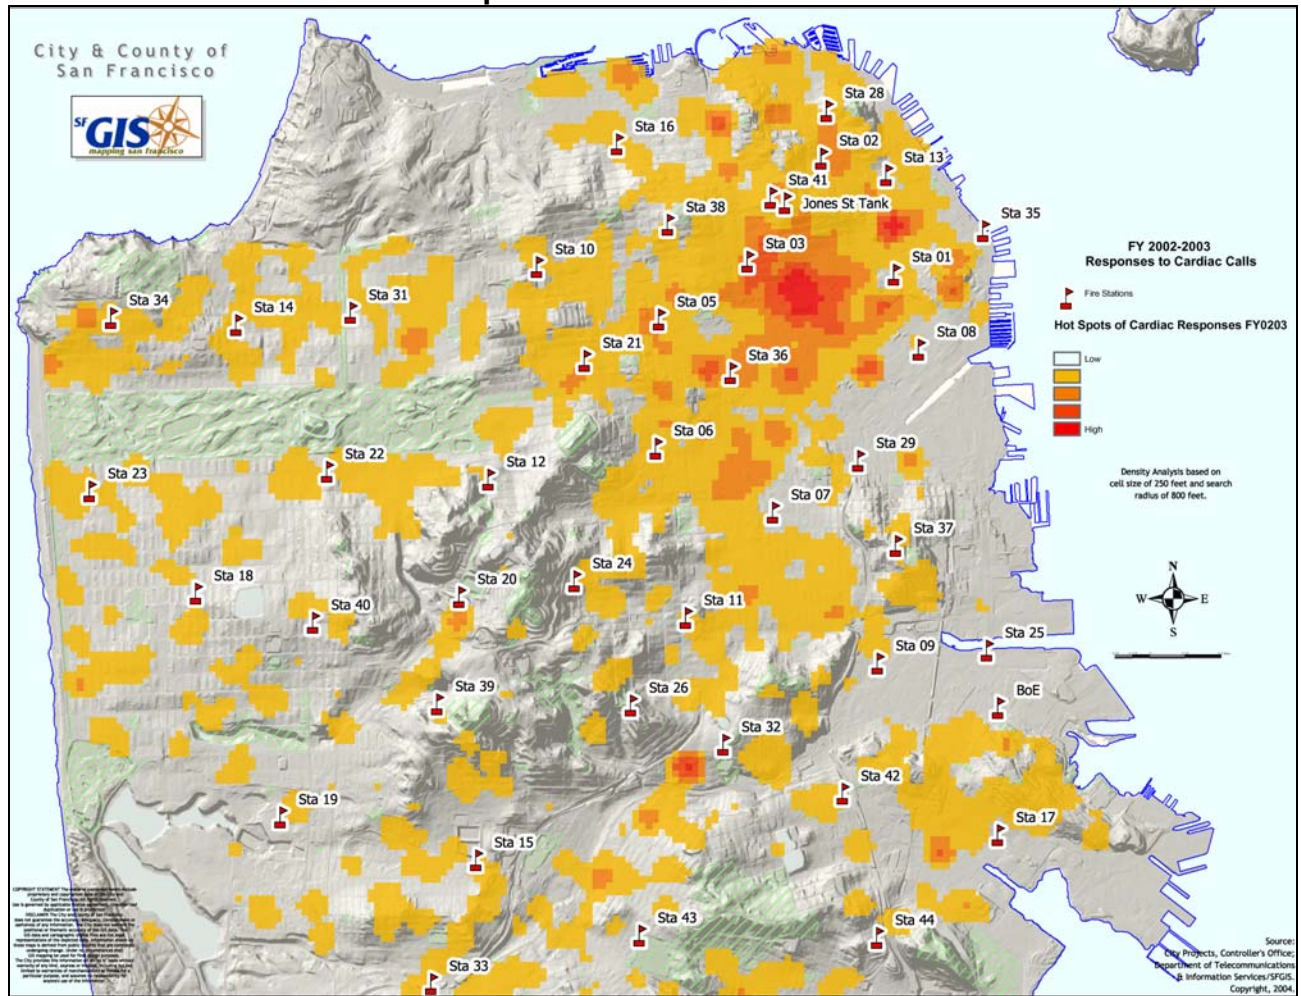 City & County of
San Francisco
SF GIS
mapping san francisco
Sta 28
Sta 16
Sta 02
Sta 13
Sta 41
Jones St Tank
Sta 38
Sta 35
Sta 03
Sta 10
Sta 01
Sta 34
Sta 14
Sta 31
Sta 05
Sta 08
Sta 21
Sta 36
Sta 06
Sta 29
Sta 22
Sta 12
Sta 23
Sta 07
Sta 37
Sta 24
Sta 18
Sta 20
Sta 40
Sta 11
Sta 25
Sta 09
Sta 39
Sta 26
BoE
Sta 32
Sta 42
Sta 19
Sta 17
Sta 15
Sta 43
Sta 44
Sta 33
FY 2002-2003
Responses to Cardiac Calls
Fire Stations
Hot Spots of Cardiac Responses FY0203
Low
High
Density Analysis based on
cell size of 250 feet and search
radius of 800 feet.
N
W E
S
Source:
City Projects, Controller's Office;
Department of Telecommunications
& Information Services/SFGIS.
Copyright, 2004.